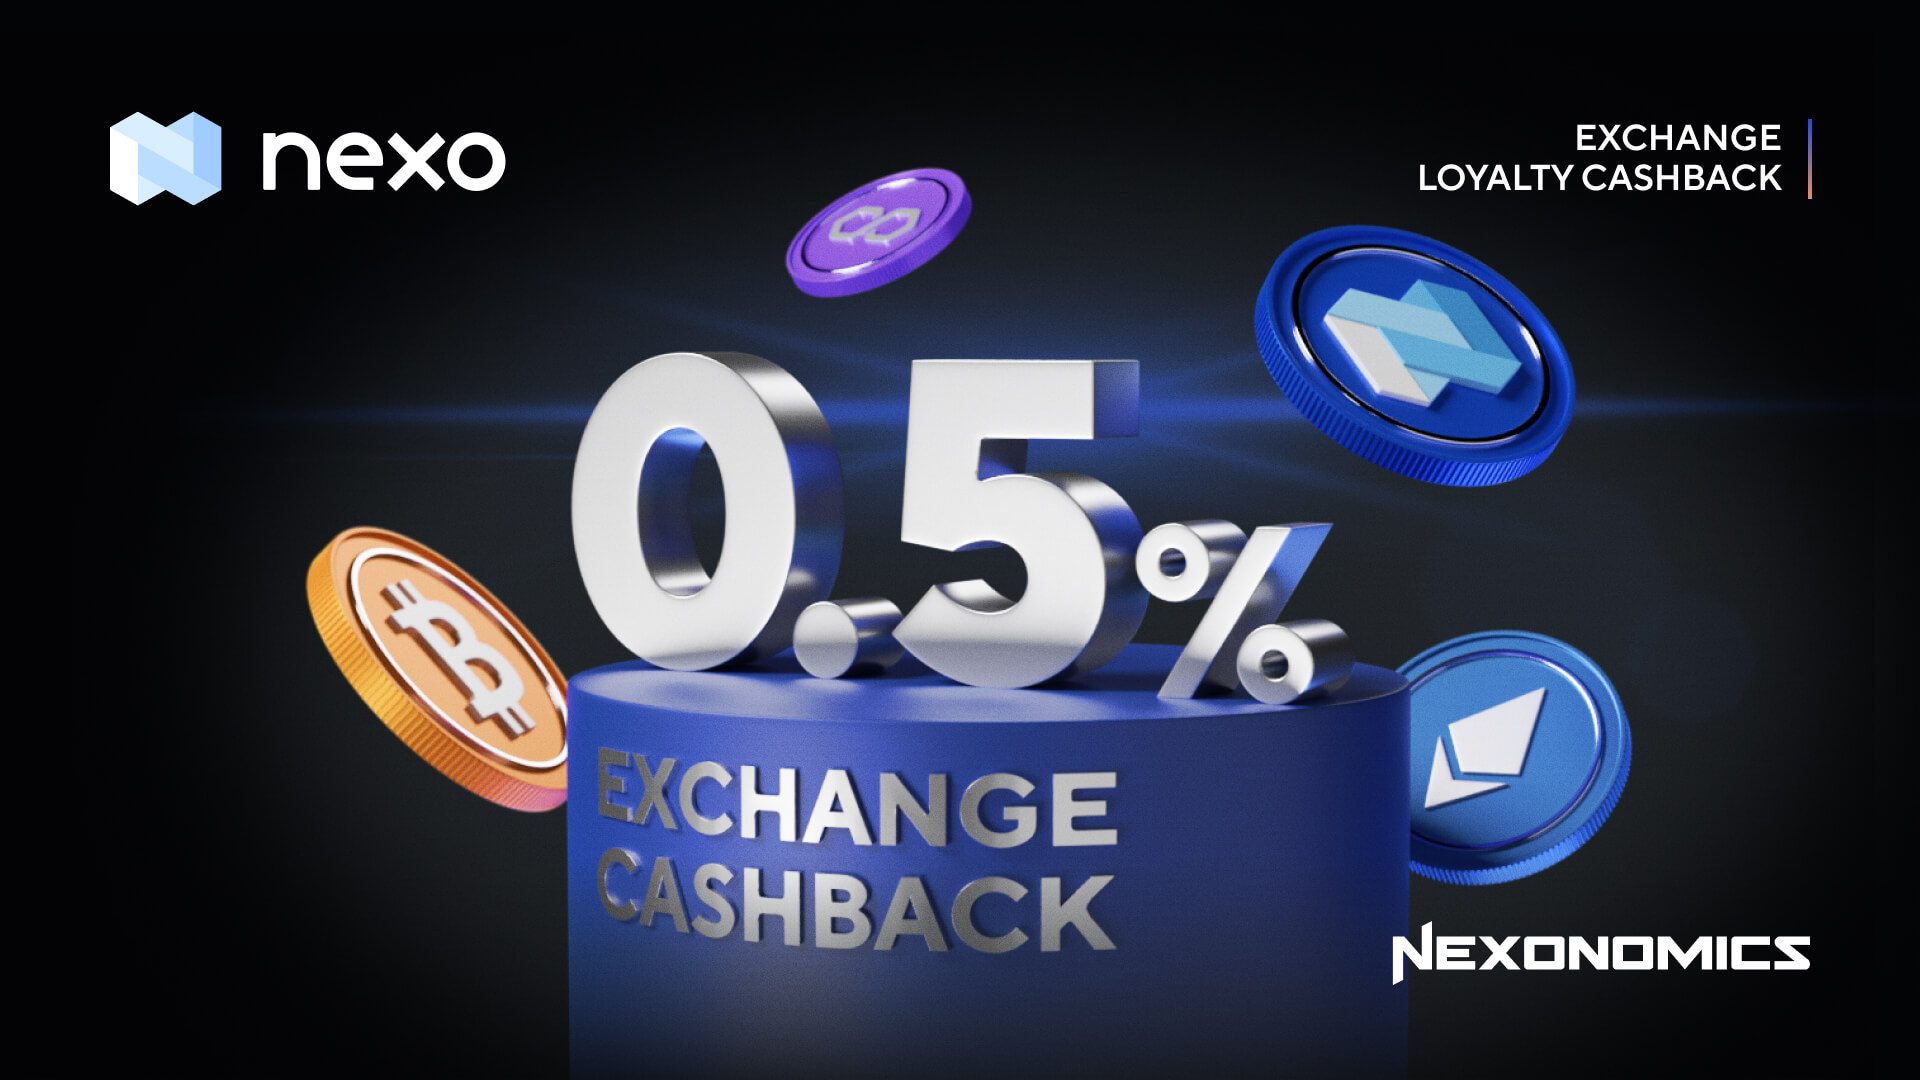 nexo
EXCHANGE
LOYALTY CASHBACK
0.5%
EXCHANGE
CASHBACK
NEXONOMICS